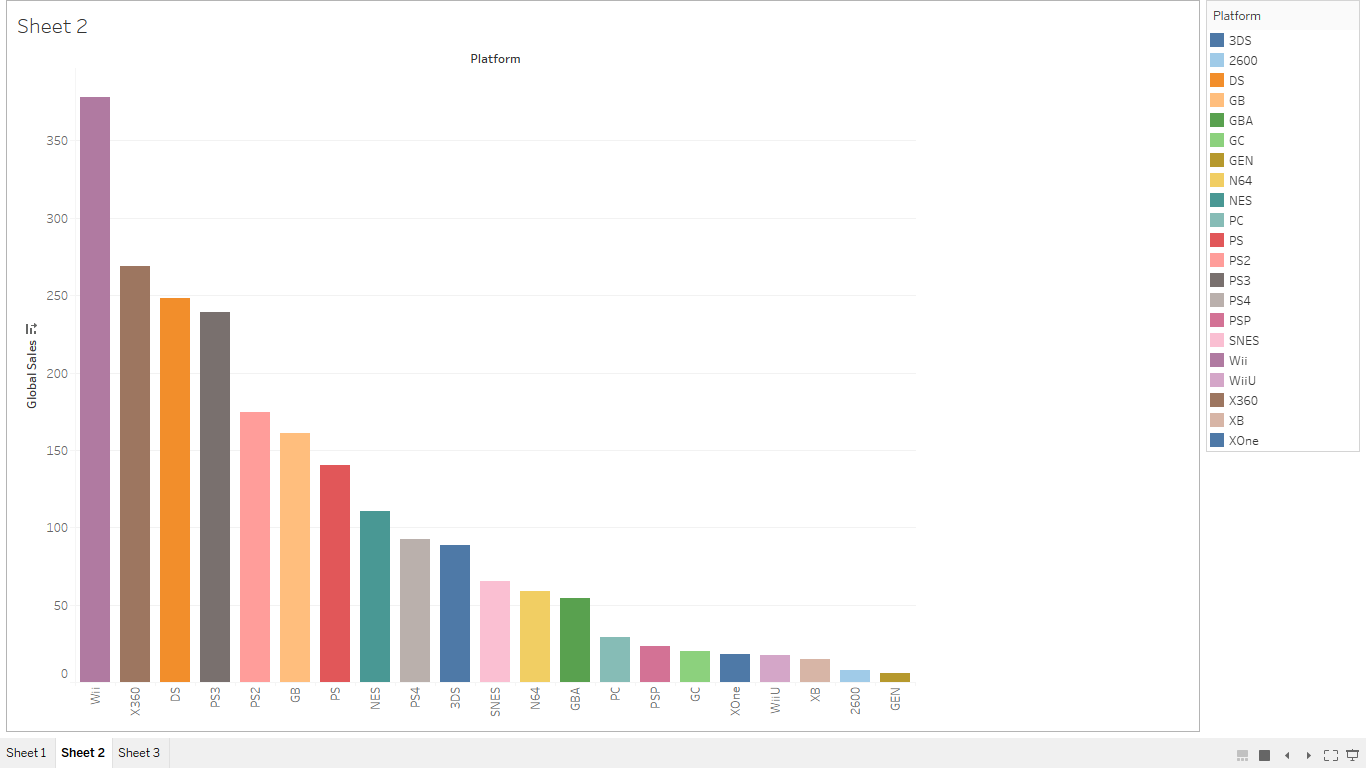 Sheet 2
Platform
350
300
250
200
150
100
50
0
Global Sales
Wii X360 DS PS3 PS2 GB PS NES PS4 3DS SNES N64 GBA PC PSP GC XOne WiiU XB 2600 GEN
Platform
3DS
2600
DS
GB
GBA
GC
GEN
N64
NES
PC
PS
PS2
PS3
PS4
PSP
SNES
Wii
WiiU
X360
XB
XOne
Sheet 1 Sheet 2 Sheet 3